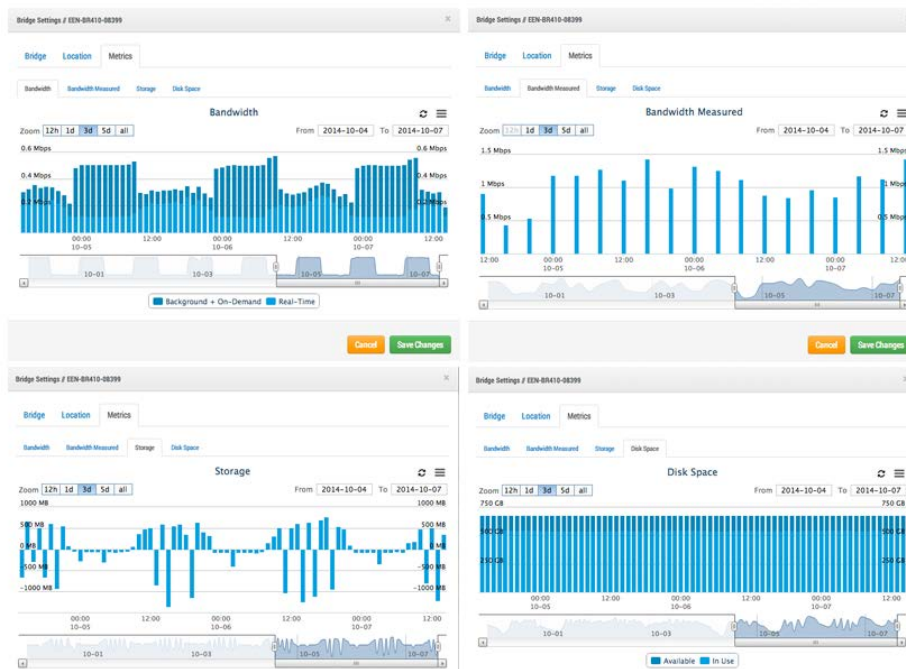 Bridge Settings // EEN-BR410-08399 ×
Bridge Location Metrics
Bandwidth Bandwidth Measured Storage Disk Space
Bandwidth
Zoom 12h 1d 3d 5d all From 2014-10-04 To 2014-10-07
0.6 Mbps 0.6 Mbps
0.4 Mbps 0.4 Mbps
0.2 Mbps 0.2 Mbps
00:00 12:00 00:00 12:00 00:00 12:00
10-05 10-06 10-07
10-01 10-03 10-05 10-07
Background + On-Demand Real-Time
Cancel Save Changes
Bridge Settings // EEN-BR410-08399
Bridge Location Metrics
Bandwidth Bandwidth Measured Storage Disk Space
Bandwidth Measured
Zoom 12h 1d 3d 5d all From 2014-10-04 To 2014-10-07
1.5 Mbps 1.5 Mbps
1 Mbps 1 Mbps
0.5 Mbps 0.5 Mbps
12:00 00:00 12:00 00:00 12:00 00:00 12:00
10-05 10-06 10-07
10-01 10-03 10-05 10-07
Cancel Save Changes
Bridge Settings // EEN-BR410-08399 ×
Bridge Location Metrics
Bandwidth Bandwidth Measured Storage Disk Space
Storage
Zoom 12h 1d 3d 5d all From 2014-10-04 To 2014-10-07
1000 MB 1000 MB
500 MB 500 MB
0 MB 0 MB
-500 MB -500 MB
-1000 MB -1000 MB
00:00 12:00 00:00 12:00 00:00 12:00
10-05 10-06 10-07
10-01 10-03 10-05 10-07
Bridge Settings // EEN-BR410-08399
Bridge Location Metrics
Bandwidth Bandwidth Measured Storage Disk Space
Disk Space
Zoom 12h 1d 3d 5d all From 2014-10-04 To 2014-10-07
750 GB 750 GB
500 GB 500 GB
250 GB 250 GB
00:00 12:00 00:00 12:00 00:00 12:00
10-05 10-06 10-07
10-01 10-03 10-05 10-07
Available In Use